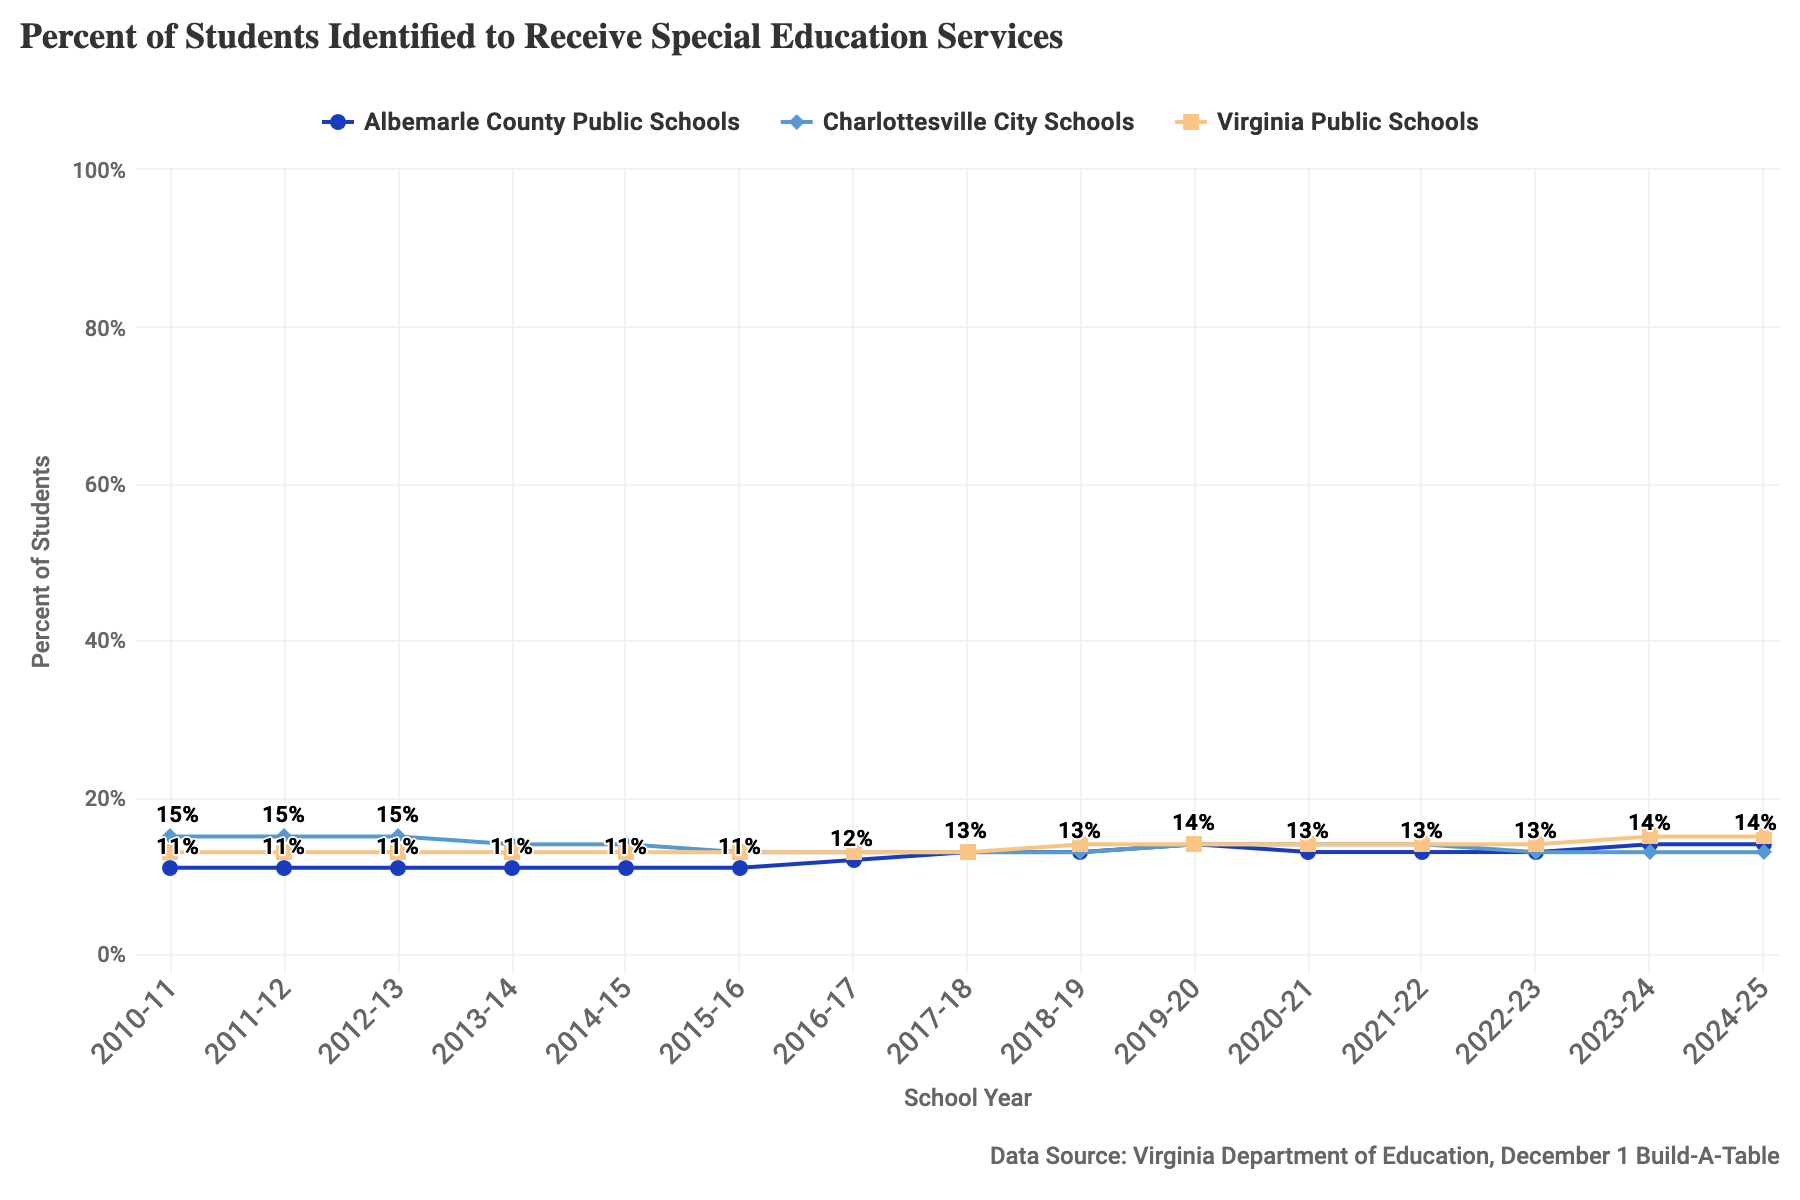 Percent of Students Identified to Receive Special Education Services
Albemarle County Public Schools Charlottesville City Schools Virginia Public Schools
100%
80%
60%
40%
20%
0%
Percent of Students
15% 15% 15%
11% 11% 11% 11% 11% 11% 12% 13% 13% 14% 13% 13% 13% 14% 14%
2010-11 2011-12 2012-13 2013-14 2014-15 2015-16 2016-17 2017-18 2018-19 2019-20 2020-21 2021-22 2022-23 2023-24 2024-25
School Year
Data Source: Virginia Department of Education, December 1 Build-A-Table